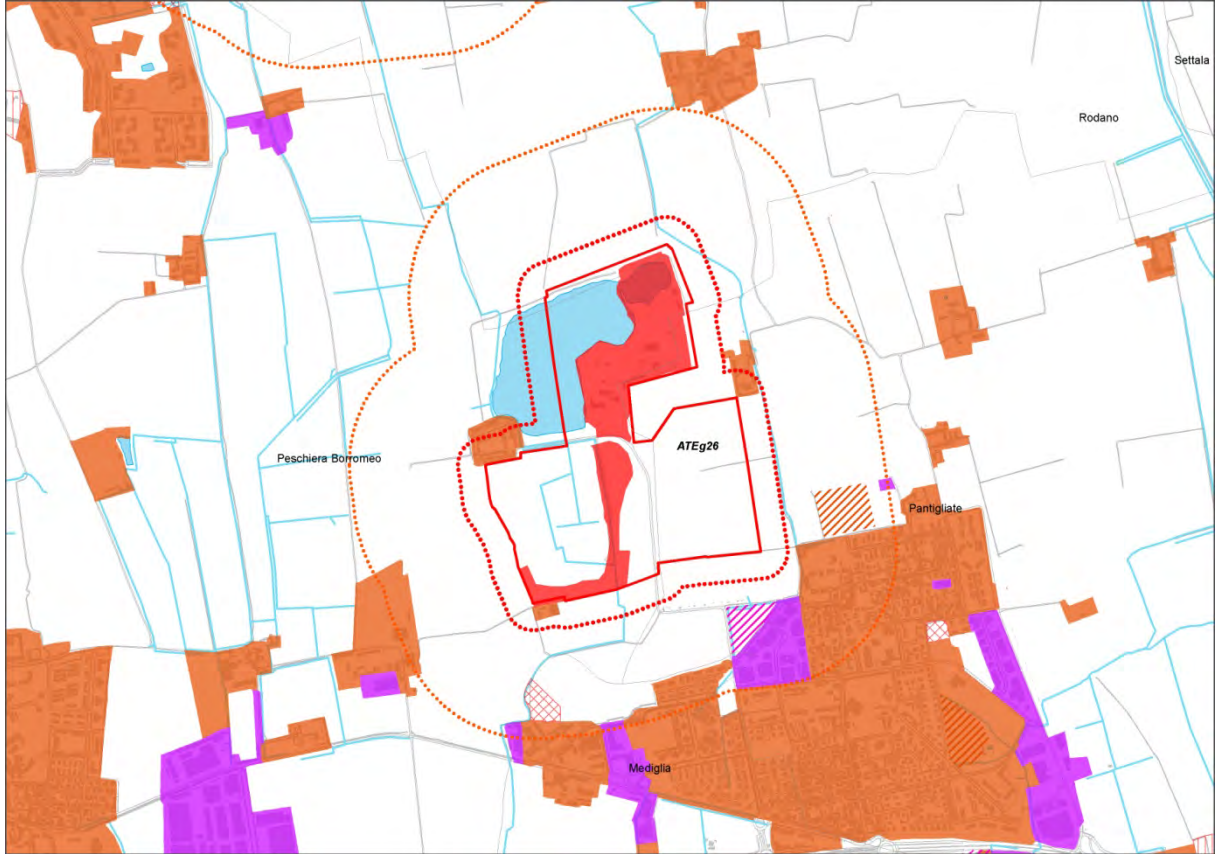 Settala
Rodano
ATEg26
Peschiera Borromeo
Pantigliate
Mediglia